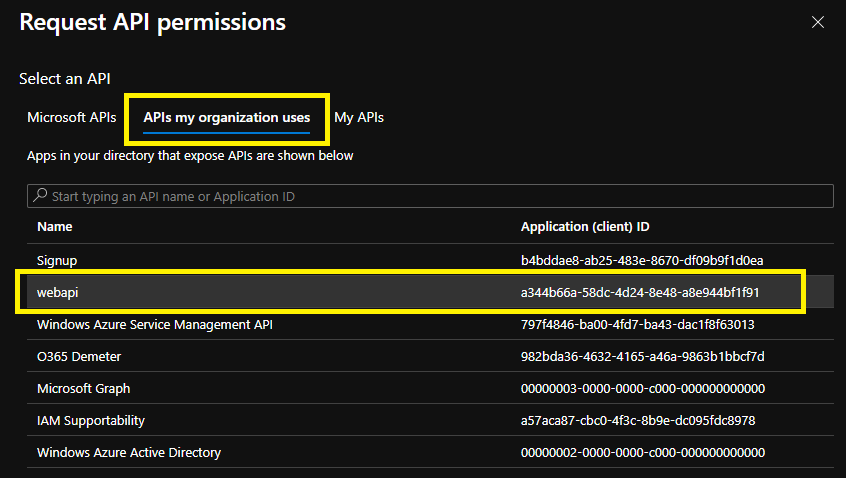 Request API permissions
Select an API
Microsoft APIs APIs my organization uses My APIs
Apps in your directory that expose APIs are shown below
Start typing an API name or Application ID
Name Application (client) ID
Signup b4bddae8-ab25-483e-8670-df09b9f1d0ea
webapi a344b66a-58dc-4d24-8e48-a8e944bf1f91
Windows Azure Service Management API 797f4846-ba00-4fd7-ba43-dac1f8f63013
O365 Demeter 982bda36-4632-4165-a46a-9863b1bbcf7d
Microsoft Graph 00000003-0000-0000-c000-000000000000
IAM Supportability a57aca87-cbc0-4f3c-8b9e-dc095fdc8978
Windows Azure Active Directory 00000002-0000-0000-c000-000000000000